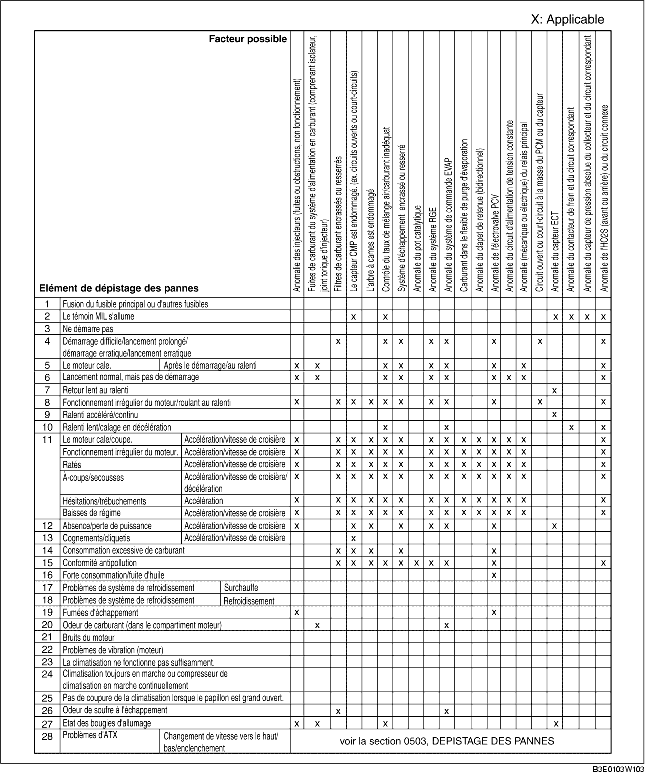 X: Applicable
Facteur possible
Elément de dépistage des pannes
Anomalie des injecteurs (fuites ou obstructions, non fonctionnement)
Fuites de carburant du système d'alimentation en carburant (comprenant isolateur,
joint torique d'injecteur)
Filtres de carburant encrassés ou resserrés
Le capteur CMP est endommagé. (ex. circuits ouverts ou court-circuits)
L'arbre à cames est endommagé
Contrôle ou taux de mélange air/carburant inadéquat
Système d'échappement encrassé ou resserré
Anomalie du pot catalytique
Anomalie du système RGE
Anomalie du système de commande EVAP
Carburant dans le flexible de purge d'évaporation
Anomalie du clapet de retenue (bidirectionnel)
Anomalie de l'électrovalve PCV
Anomalie du circuit d'alimentation de tension constante
Anomalie (mécanique ou électrique) du relais principal
Circuit ouvert ou court-circuit à la masse du PCM ou du capteur
Anomalie du capteur ECT
Anomalie du contacteur de frein et du circuit correspondant
Anomalie du capteur de pression absolue du collecteur et du circuit correspondant
Anomalie de l'HO2S (avant ou arrière) ou du circuit connexe
1 Fusion du fusible principal ou d'autres fusibles
2 Le témoin MIL s'allume x x x x x x
3 Ne démarre pas
4 Démarrage difficile/lancement prolongé/
démarrage erratique/lancement erratique x x x x x x x x
5 Le moteur cale. Après le démarrage/au ralenti x x x x x x x x x
6 Lancement normal, mais pas de démarrage x x x x x x x x x x
7 Retour lent au ralenti x
8 Fonctionnement irrégulier du moteur/roulant au ralenti x x x x x x x x x x x
9 Ralenti accéléré/continu x
10 Ralenti lent/calage en décélération x x x x
11 Le moteur cale/coupe. Accélération/vitesse de croisière x x x x x x x x x x x x x x
Fonctionnement irrégulier du moteur. Accélération/vitesse de croisière x x x x x x x x x x x x x x
Ratés Accélération/vitesse de croisière x x x x x x x x x x x x x x
A-coups/secousses Accélération/vitesse de croisière/
décélération x x x x x x x x x x x x x x
Hésitations/trébuchements Accélération x x x x x x x x x x x x x x
Baisses de régime Accélération/vitesse de croisière x x x x x x x x x x x x x x
12 Absence/perte de puissance Accélération/vitesse de croisière x x x x x x x x
13 Cognements/cliquetis Accélération/vitesse de croisière x
14 Consommation excessive de carburant x x x x x
15 Conformité antipollution x x x x x x x x x x
16 Forte consommation/fuite d'huile x
17 Problèmes de système de refroidissement Surchauffe
18 Problèmes de système de refroidissement Refroidissement
19 Fumées d'échappement x x
20 Odeur de carburant (dans le compartiment moteur) x x
21 Bruits du moteur
22 Problèmes de vibration (moteur)
23 La climatisation ne fonctionne pas suffisamment.
24 Climatisation toujours en marche ou compresseur de
climatisation en marche continuellement
25 Pas de coupure de la climatisation lorsque le papillon est grand ouvert.
26 Odeur de soufre à l'échappement x x
27 Etat des bougies d'allumage x x x x
28 Problèmes d'ATX Changement de vitesse vers le haut/
bas/enclenchement voir la section 0503, DEPISTAGE DES PANNES
B3E0103W103